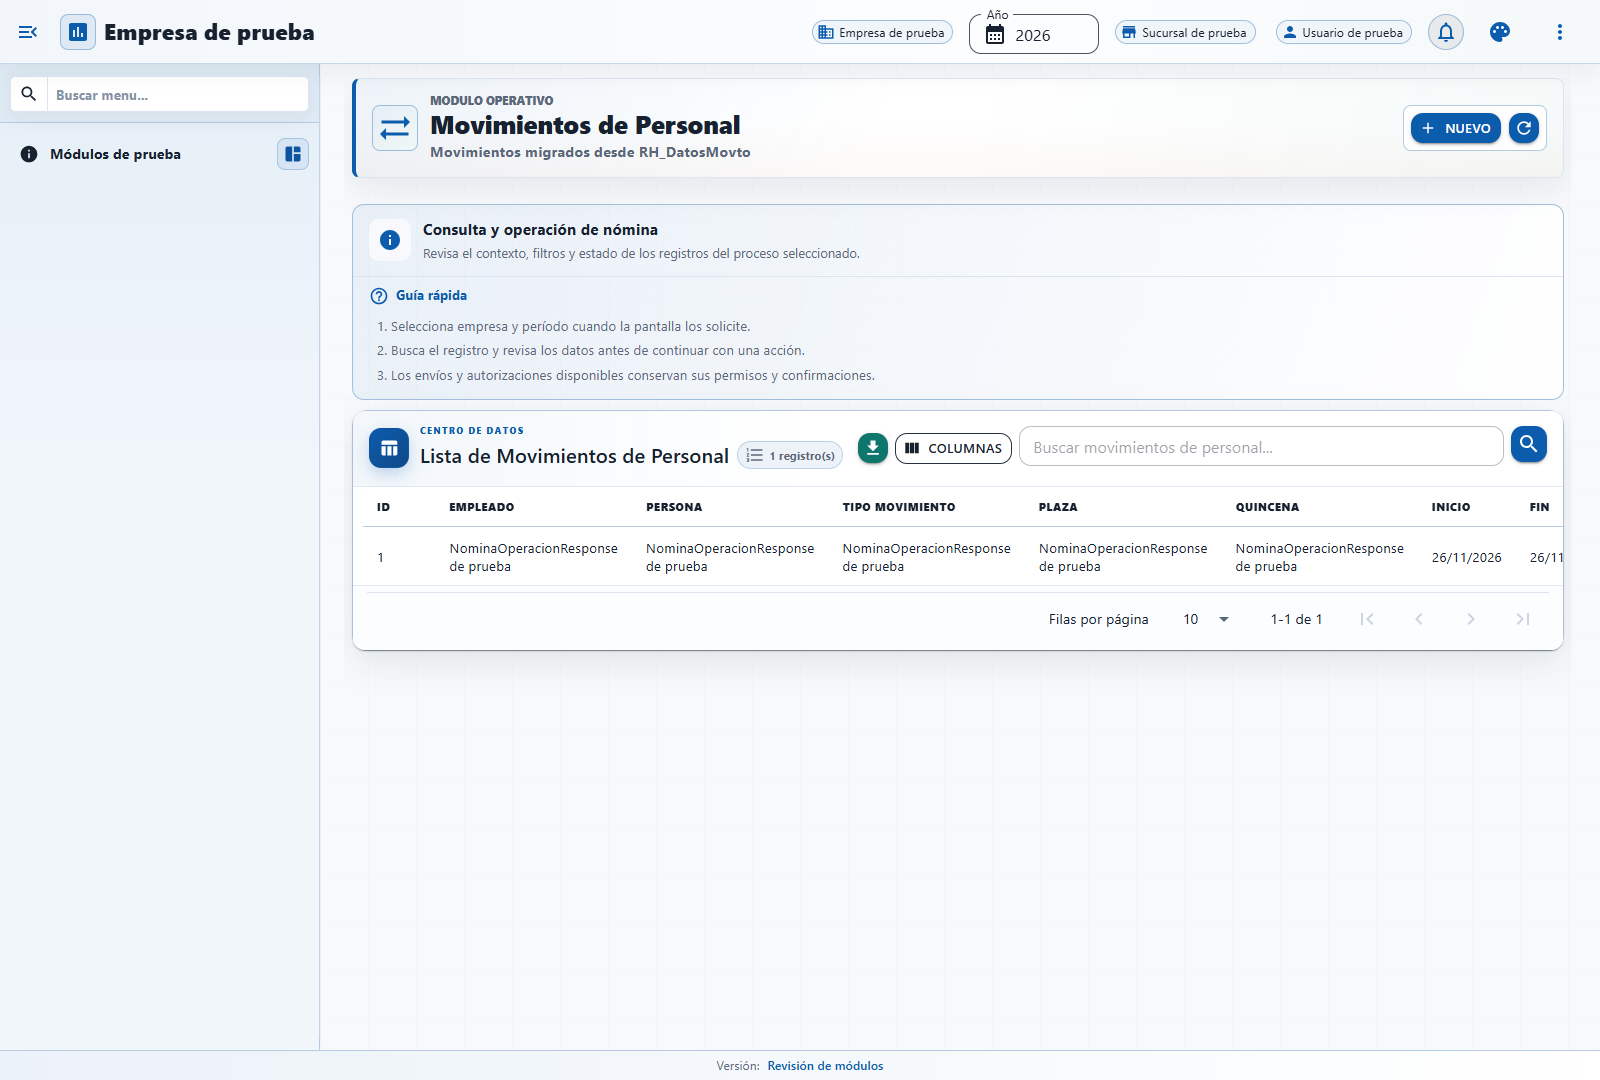 Empresa de prueba
Empresa de prueba
Año
2026
Sucursal de prueba
Usuario de prueba
Buscar menu...
Módulos de prueba
MODULO OPERATIVO
Movimientos de Personal
Movimientos migrados desde RH_DatosMovto
NUEVO
Consulta y operación de nómina
Revisa el contexto, filtros y estado de los registros del proceso seleccionado.
Guía rápida
1. Selecciona empresa y período cuando la pantalla los solicite.
2. Busca el registro y revisa los datos antes de continuar con una acción.
3. Los envíos y autorizaciones disponibles conservan sus permisos y confirmaciones.
CENTRO DE DATOS
Lista de Movimientos de Personal
1 registro(s)
COLUMNAS
Buscar movimientos de personal...
ID EMPLEADO PERSONA TIPO MOVIMIENTO PLAZA QUINCENA INICIO FIN
1 NominaOperacionResponse de prueba NominaOperacionResponse de prueba NominaOperacionResponse de prueba NominaOperacionResponse de prueba NominaOperacionResponse de prueba 26/11/2026 26/11
Filas por página 10 1-1 de 1
Versión: Revisión de módulos